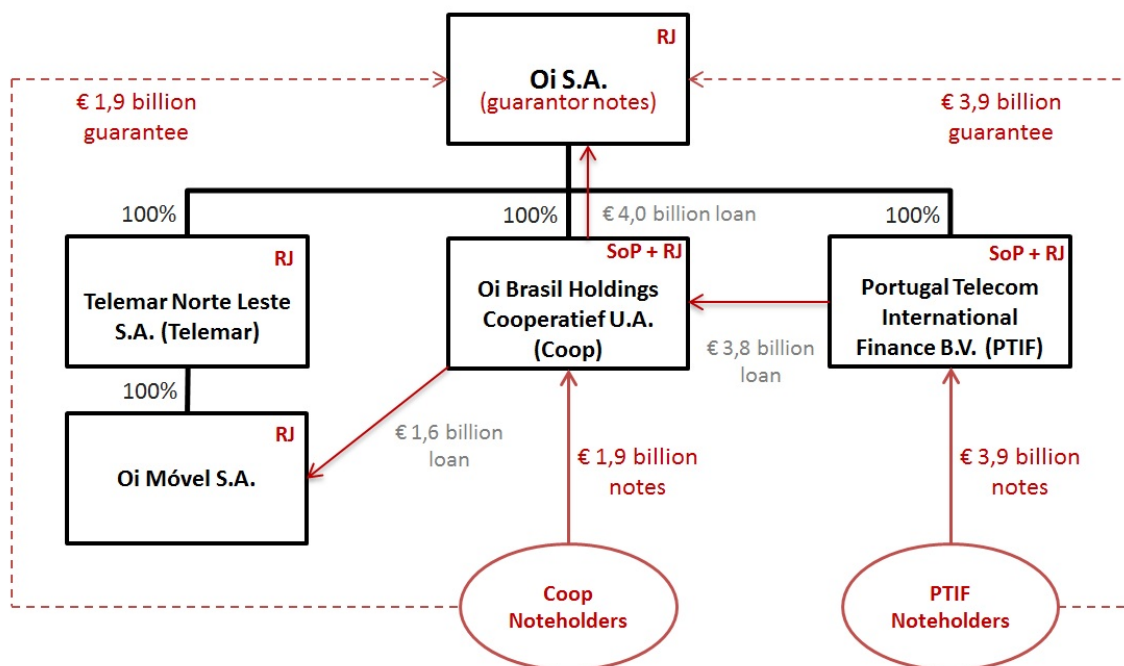 RJ
Oi S.A.
(guarantor notes)
€ 1,9 billion
guarantee
€ 3,9 billion
guarantee
100%
100%
€ 4,0 billion loan
100%
RJ
Telemar Norte Leste
S.A. (Telemar)
SoP + RJ
Oi Brasil Holdings
Cooperatief U.A.
(Coop)
SoP + RJ
Portugal Telecom
International
Finance B.V. (PTIF)
€ 3,8 billion
loan
100%
RJ
Oi Móvel S.A.
€ 1,6 billion
loan
€ 1,9 billion
notes
€ 3,9 billion
notes
Coop
Noteholders
PTIF
Noteholders